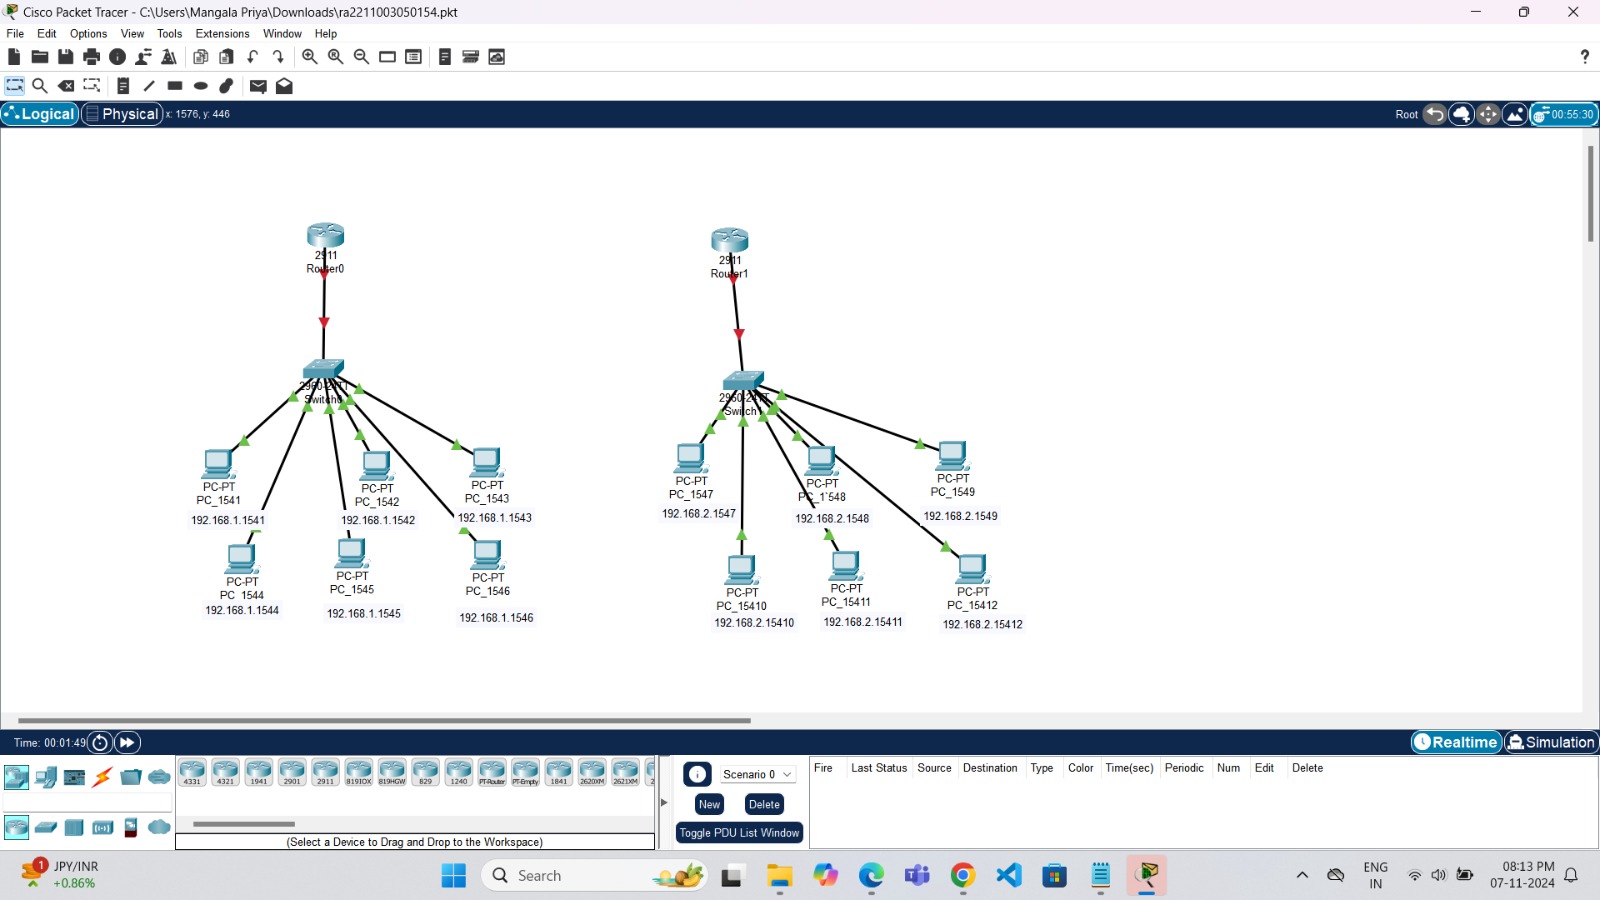 Cisco Packet Tracer - C:\Users\Mangala Priya\Downloads\ra2211003050154.pkt
File Edit Options View Tools Extensions Window Help
?
Logical Physical x: 1576, y: 446 Root 00:55:30
2911
Router0
2911
Router1
2960-24TT
Switch0
2960-24TT
Switch1
PC-PT
PC_1541
192.168.1.1541
PC-PT
PC_1542
192.168.1.1542
PC-PT
PC_1543
192.168.1.1543
PC-PT
PC_1544
192.168.1.1544
PC-PT
PC_1545
192.168.1.1545
PC-PT
PC_1546
192.168.1.1546
PC-PT
PC_1547
192.168.2.1547
PC-PT
PC_1548
192.168.2.1548
PC-PT
PC_1549
192.168.2.1549
PC-PT
PC_15410
192.168.2.15410
PC-PT
PC_15411
192.168.2.15411
PC-PT
PC_15412
192.168.2.15412
Time: 00:01:49 Realtime Simulation
4331 4321 1941 2901 2911 819IOX 819HGW 829 1240 PT-Router PT-Empty 1841 2620XM 2621XM 2
(Select a Device to Drag and Drop to the Workspace)
Scenario 0
New Delete
Toggle PDU List Window
Fire Last Status Source Destination Type Color Time(sec) Periodic Num Edit Delete
1
JPY/INR
+0.86%
Search
ENG
IN
08:13 PM
07-11-2024